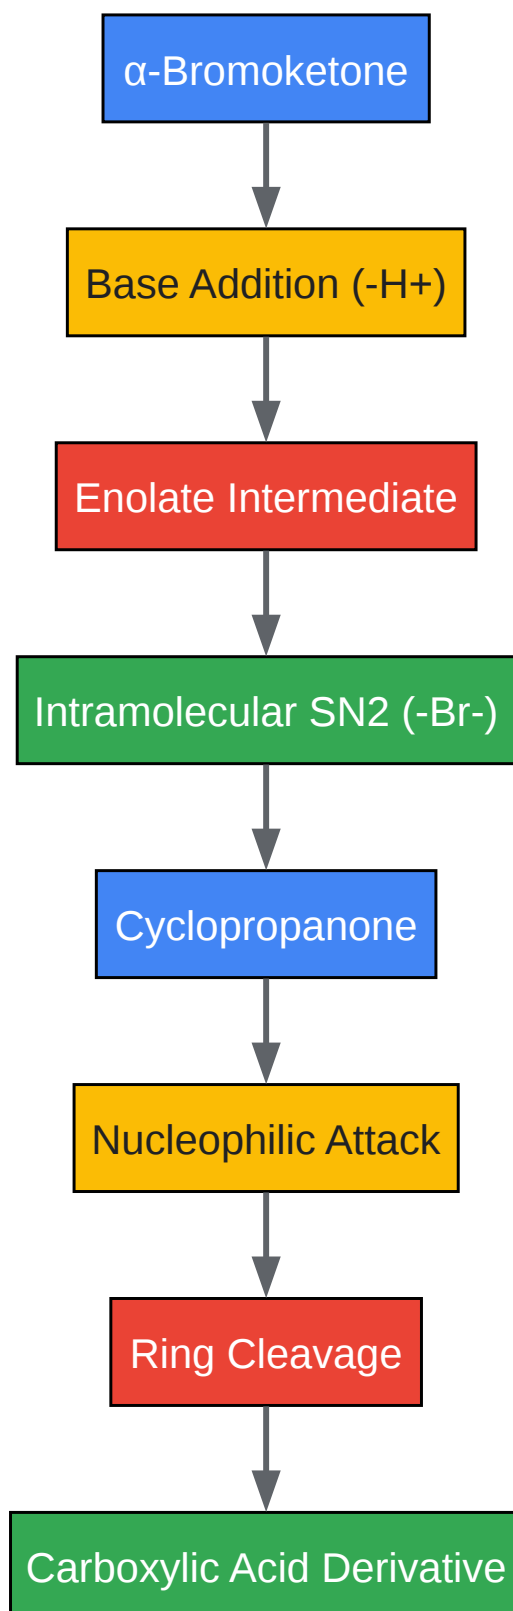 α-Bromoketone
Base Addition (-H+)
Enolate Intermediate
Intramolecular SN2 (-Br-)
Cyclopropanone
Nucleophilic Attack
Ring Cleavage
Carboxylic Acid Derivative